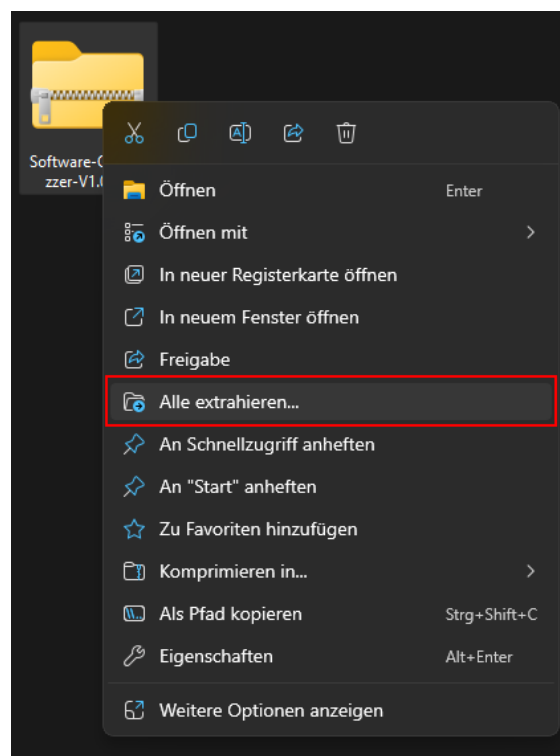 Software-
zzer-V1.
Öffnen Enter
Öffnen mit
In neuer Registerkarte öffnen
In neuem Fenster öffnen
Freigabe
Alle extrahieren...
An Schnellzugriff anheften
An "Start" anheften
Zu Favoriten hinzufügen
Komprimieren in...
Als Pfad kopieren Strg+Shift+C
Eigenschaften Alt+Enter
Weitere Optionen anzeigen